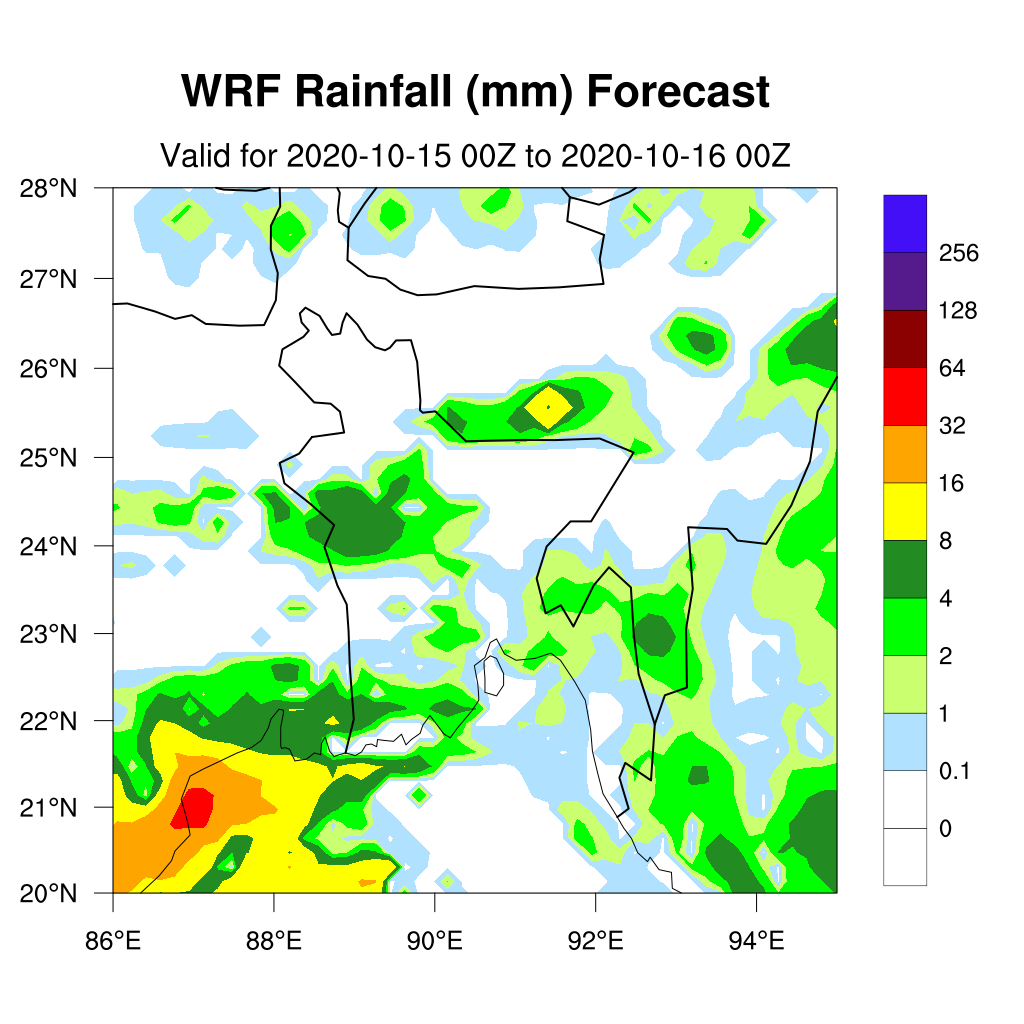 WRF Rainfall (mm) Forecast
Valid for 2020-10-15 00Z to 2020-10-16 00Z
28°N
27°N
26°N
25°N
24°N
23°N
22°N
21°N
20°N
86°E
88°E
90°E
92°E
94°E
256
128
64
32
16
8
4
2
1
0.1
0